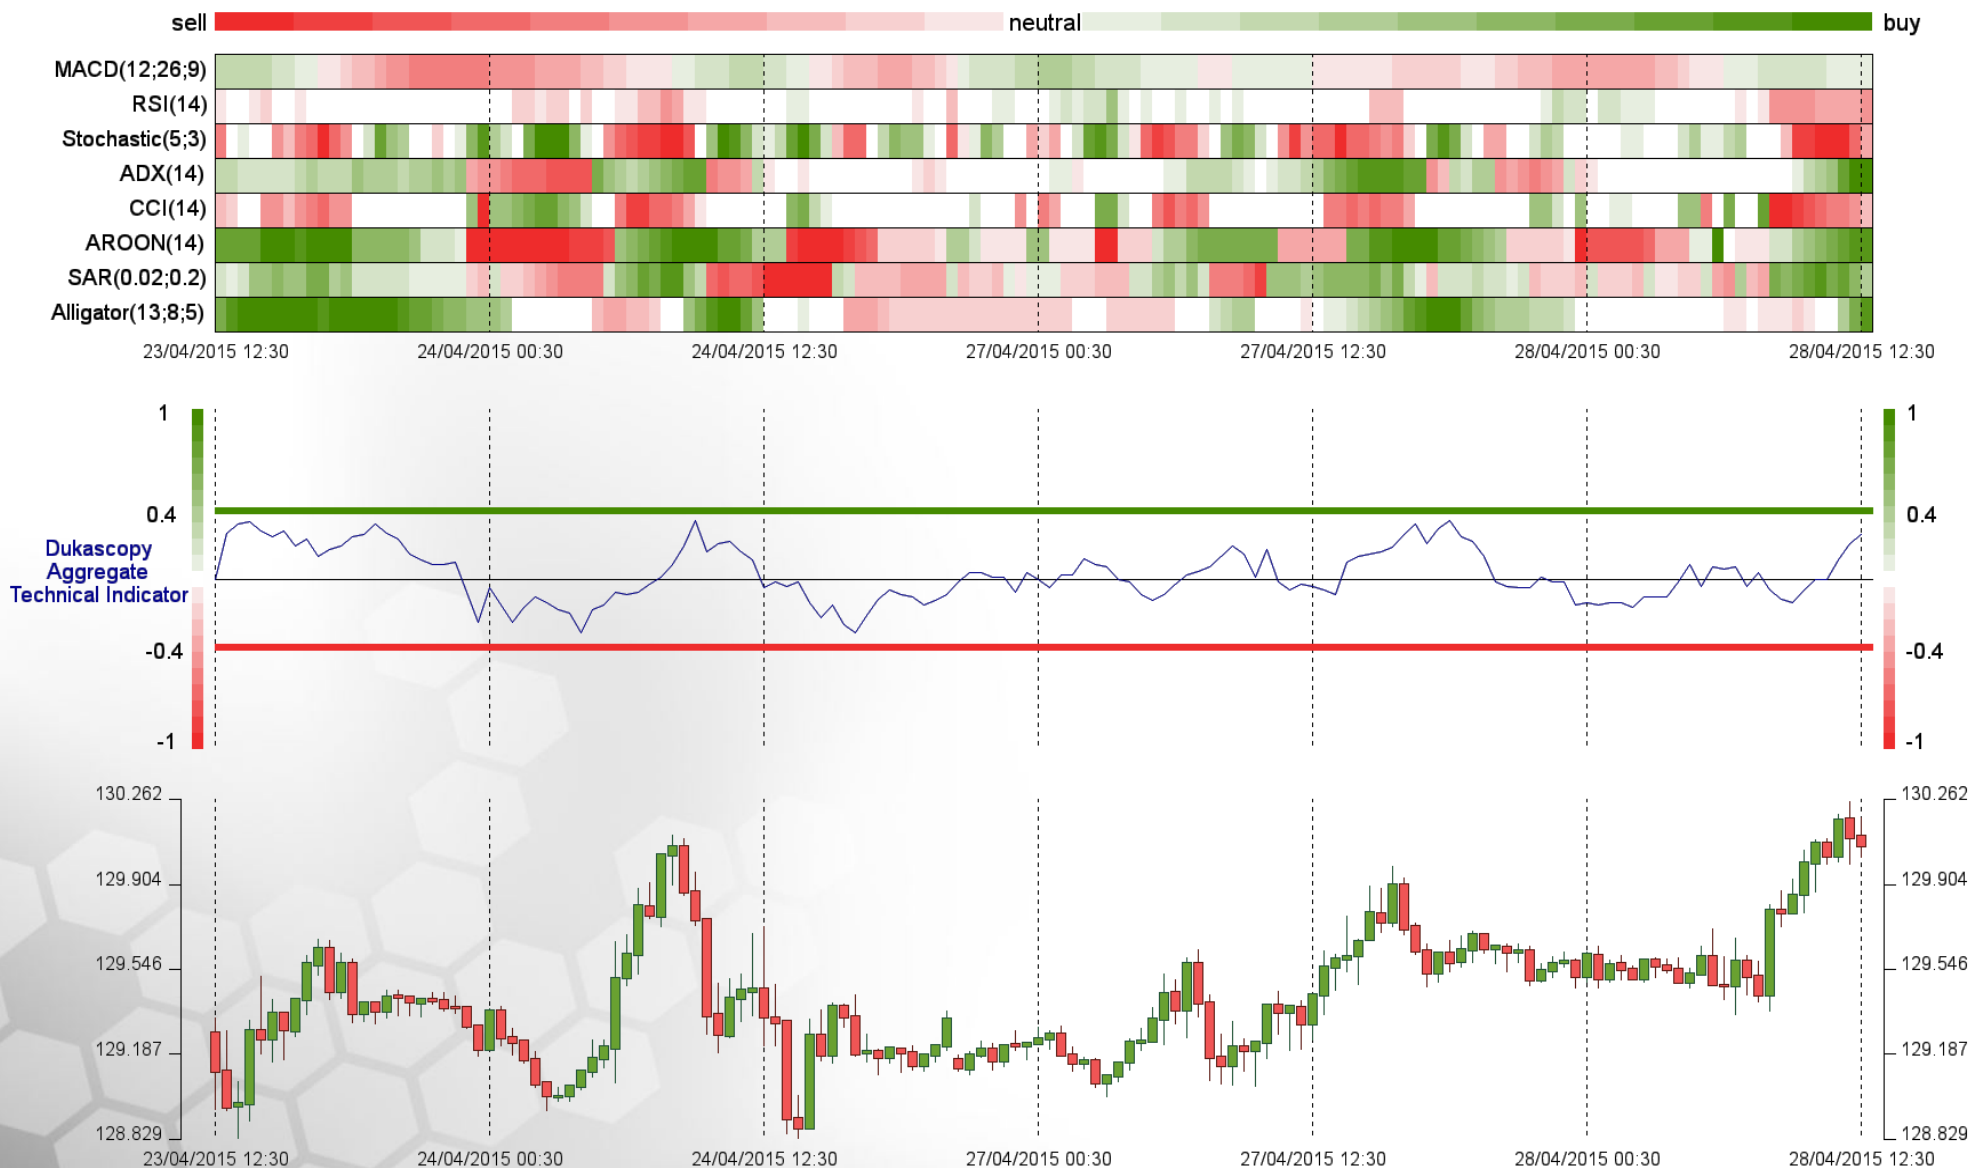 sell neutral buy
MACD(12;26;9)
RSI(14)
Stochastic(5;3)
ADX(14)
CCI(14)
AROON(14)
SAR(0.02;0.2)
Alligator(13;8;5)
23/04/2015 12:30 24/04/2015 00:30 24/04/2015 12:30 27/04/2015 00:30 27/04/2015 12:30 28/04/2015 00:30 28/04/2015 12:30
1 1
0.4 0.4
Dukascopy
Aggregate
Technical Indicator
-0.4 -0.4
-1 -1
130.262 130.262
129.904 129.904
129.546 129.546
129.187 129.187
128.829 128.829
23/04/2015 12:30 24/04/2015 00:30 24/04/2015 12:30 27/04/2015 00:30 27/04/2015 12:30 28/04/2015 00:30 28/04/2015 12:30